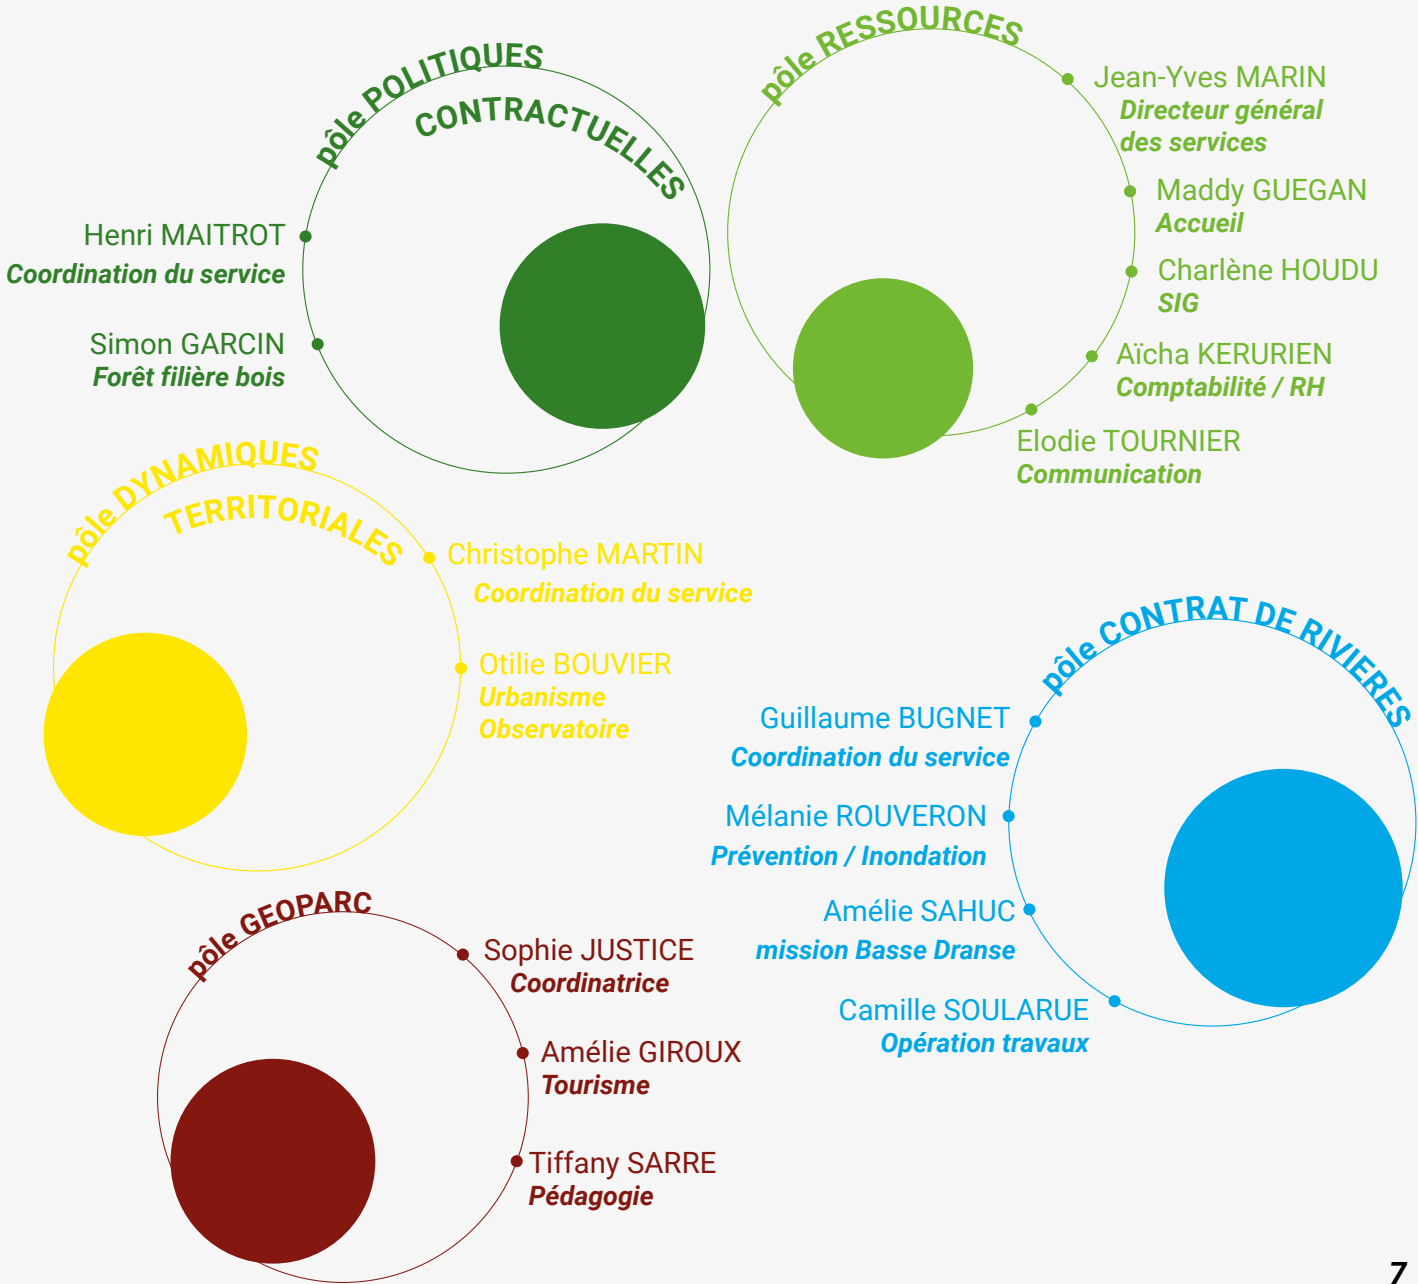 pôle POLITIQUES
CONTRACTUELLES
Henri MAITROT
Coordination du service
Simon GARCIN
Forêt filière bois
pôle RESSOURCES
Jean-Yves MARIN
Directeur général
des services
Maddy GUEGAN
Accueil
Charlène HOUDU
SIG
Aïcha KERURIEN
Comptabilité / RH
Elodie TOURNIER
Communication
pôle DYNAMIQUES
TERRITORIALES
Christophe MARTIN
Coordination du service
Otilie BOUVIER
Urbanisme
Observatoire
pôle CONTRAT DE RIVIERES
Guillaume BUGNET
Coordination du service
Mélanie ROUVERON
Prévention / Inondation
Amélie SAHUC
mission Basse Dranse
Camille SOULARUE
Opération travaux
pôle GEOPARC
Sophie JUSTICE
Coordinatrice
Amélie GIROUX
Tourisme
Tiffany SARRE
Pédagogie
7